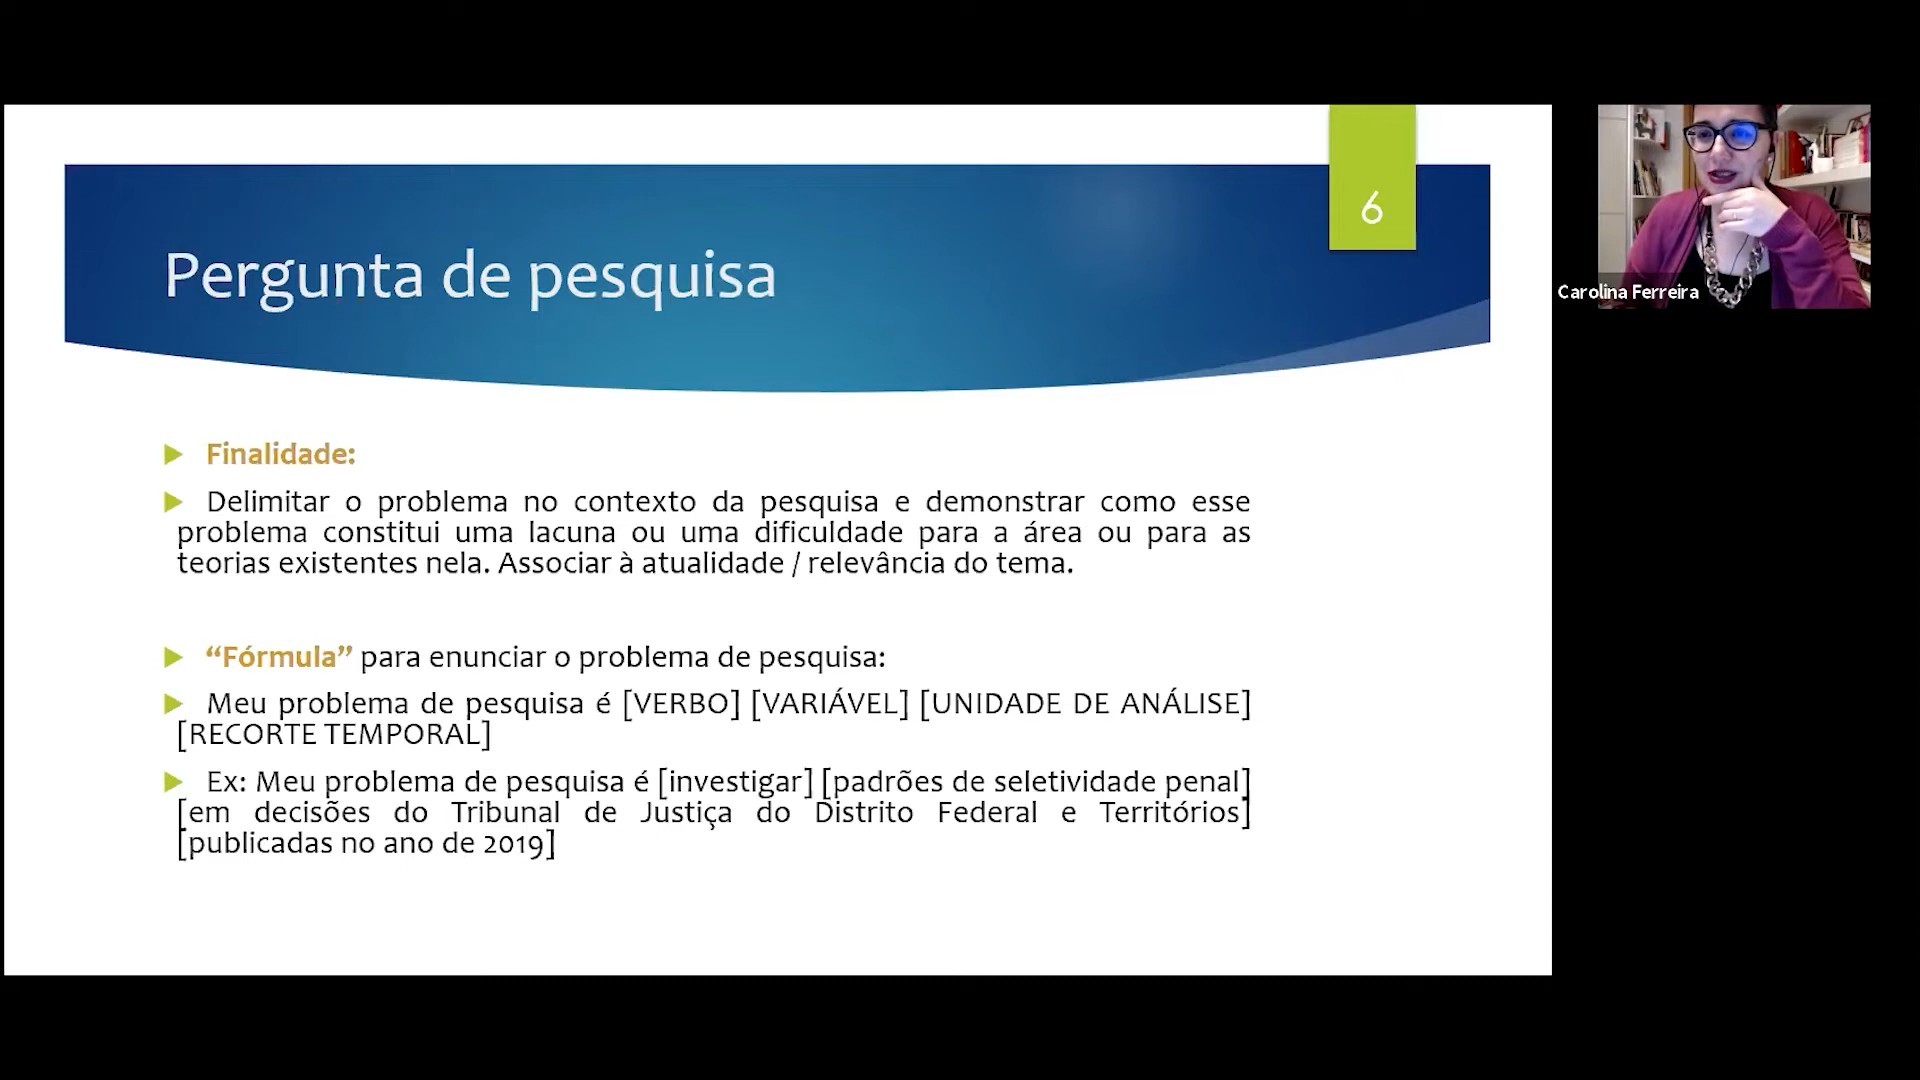 6
Pergunta de pesquisa
Carolina Ferreira
Finalidade:
Delimitar o problema no contexto da pesquisa e demonstrar como esse
problema constitui uma lacuna ou uma dificuldade para a área ou para as
teorias existentes nela. Associar à atualidade / relevância do tema.
“Fórmula” para enunciar o problema de pesquisa:
Meu problema de pesquisa é [VERBO] [VARIÁVEL] [UNIDADE DE ANÁLISE]
[RECORTE TEMPORAL]
Ex: Meu problema de pesquisa é [investigar] [padrões de seletividade penal]
[em decisões do Tribunal de Justiça do Distrito Federal e Territórios]
[publicadas no ano de 2019]